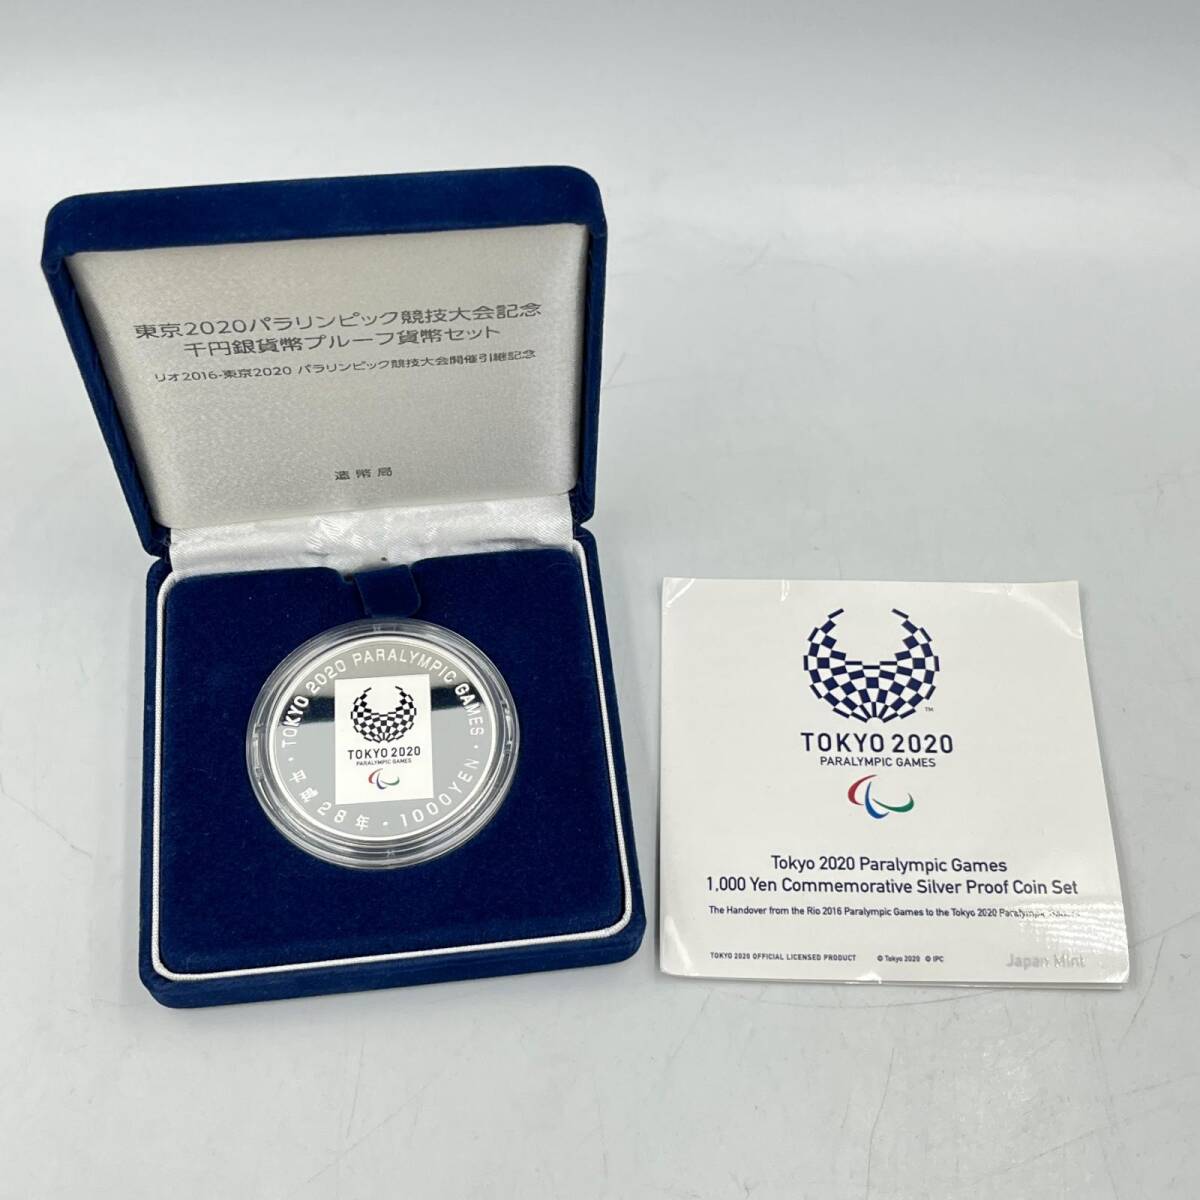 東京2020パラリンピック競技大会記念
千円銀貨幣プルーフ貨幣セット
リオ2016-東京2020 パラリンピック競技大会開催引継記念
造幣局
・TOKYO 2020 PARALYMPIC GAMES・
TOKYO 2020
PARALYMPIC GAMES
平成28年・1000YEN
TM
TOKYO 2020
PARALYMPIC GAMES
Tokyo 2020 Paralympic Games
1,000 Yen Commemorative Silver Proof Coin Set
The Handover from the Rio 2016 Paralympic Games to the Tokyo 2020 Paralympic Games
TOKYO 2020 OFFICIAL LICENSED PRODUCT © Tokyo 2020 © IPC
Japan Mint